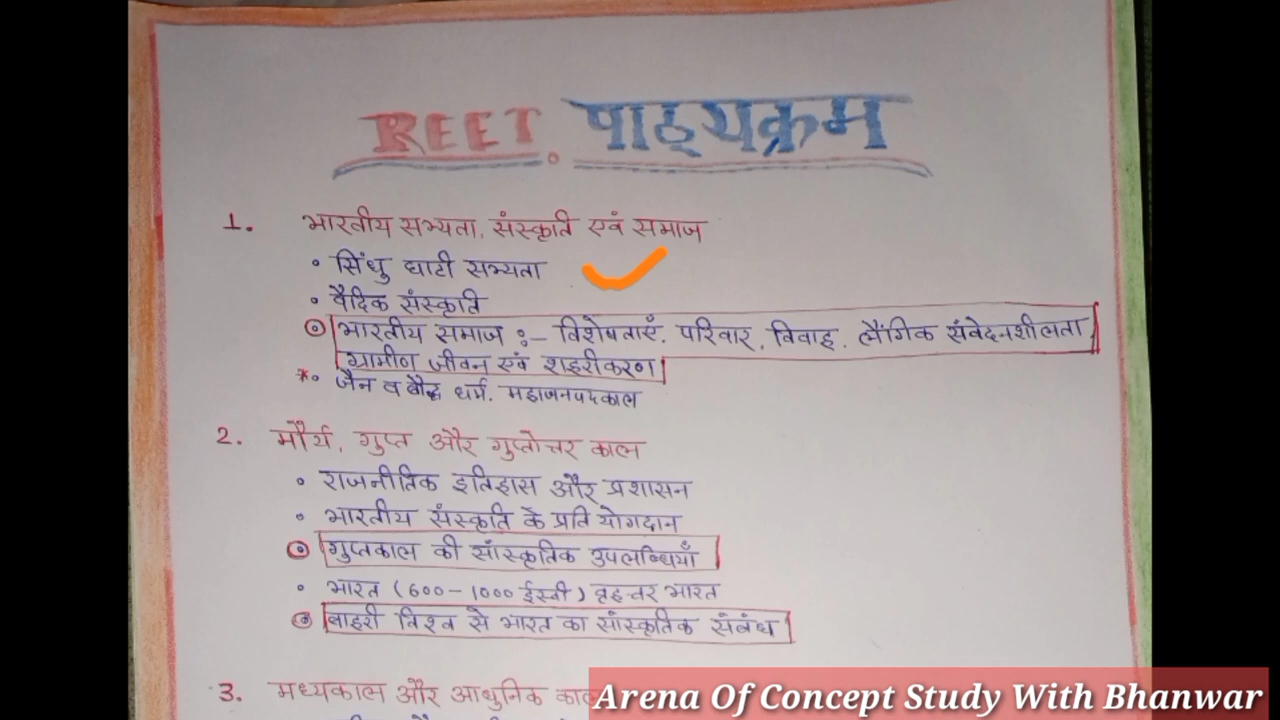 REET. पाठ्यक्रम
1. भारतीय सभ्यता, संस्कृति एवं समाज
• सिंधु घाटी सभ्यता
• वैदिक संस्कृति
भारतीय समाज :- विशेषताएँ, परिवार, विवाह, लैंगिक संवेदनशीलता
ग्रामीण जीवन एवं शहरीकरण
*• जैन व बौद्ध धर्म, महाजनपदकाल
2. मौर्य, गुप्त और गुप्तोत्तर काल
• राजनीतिक इतिहास और प्रशासन
• भारतीय संस्कृति के प्रति योगदान
गुप्तकाल की सांस्कृतिक उपलब्धियाँ
• भारत (600-1000 ईस्वी) वृहत्तर भारत
बाहरी विश्व से भारत का सांस्कृतिक संबंध
3. मध्यकाल और आधुनिक काल
Arena Of Concept Study With Bhanwar